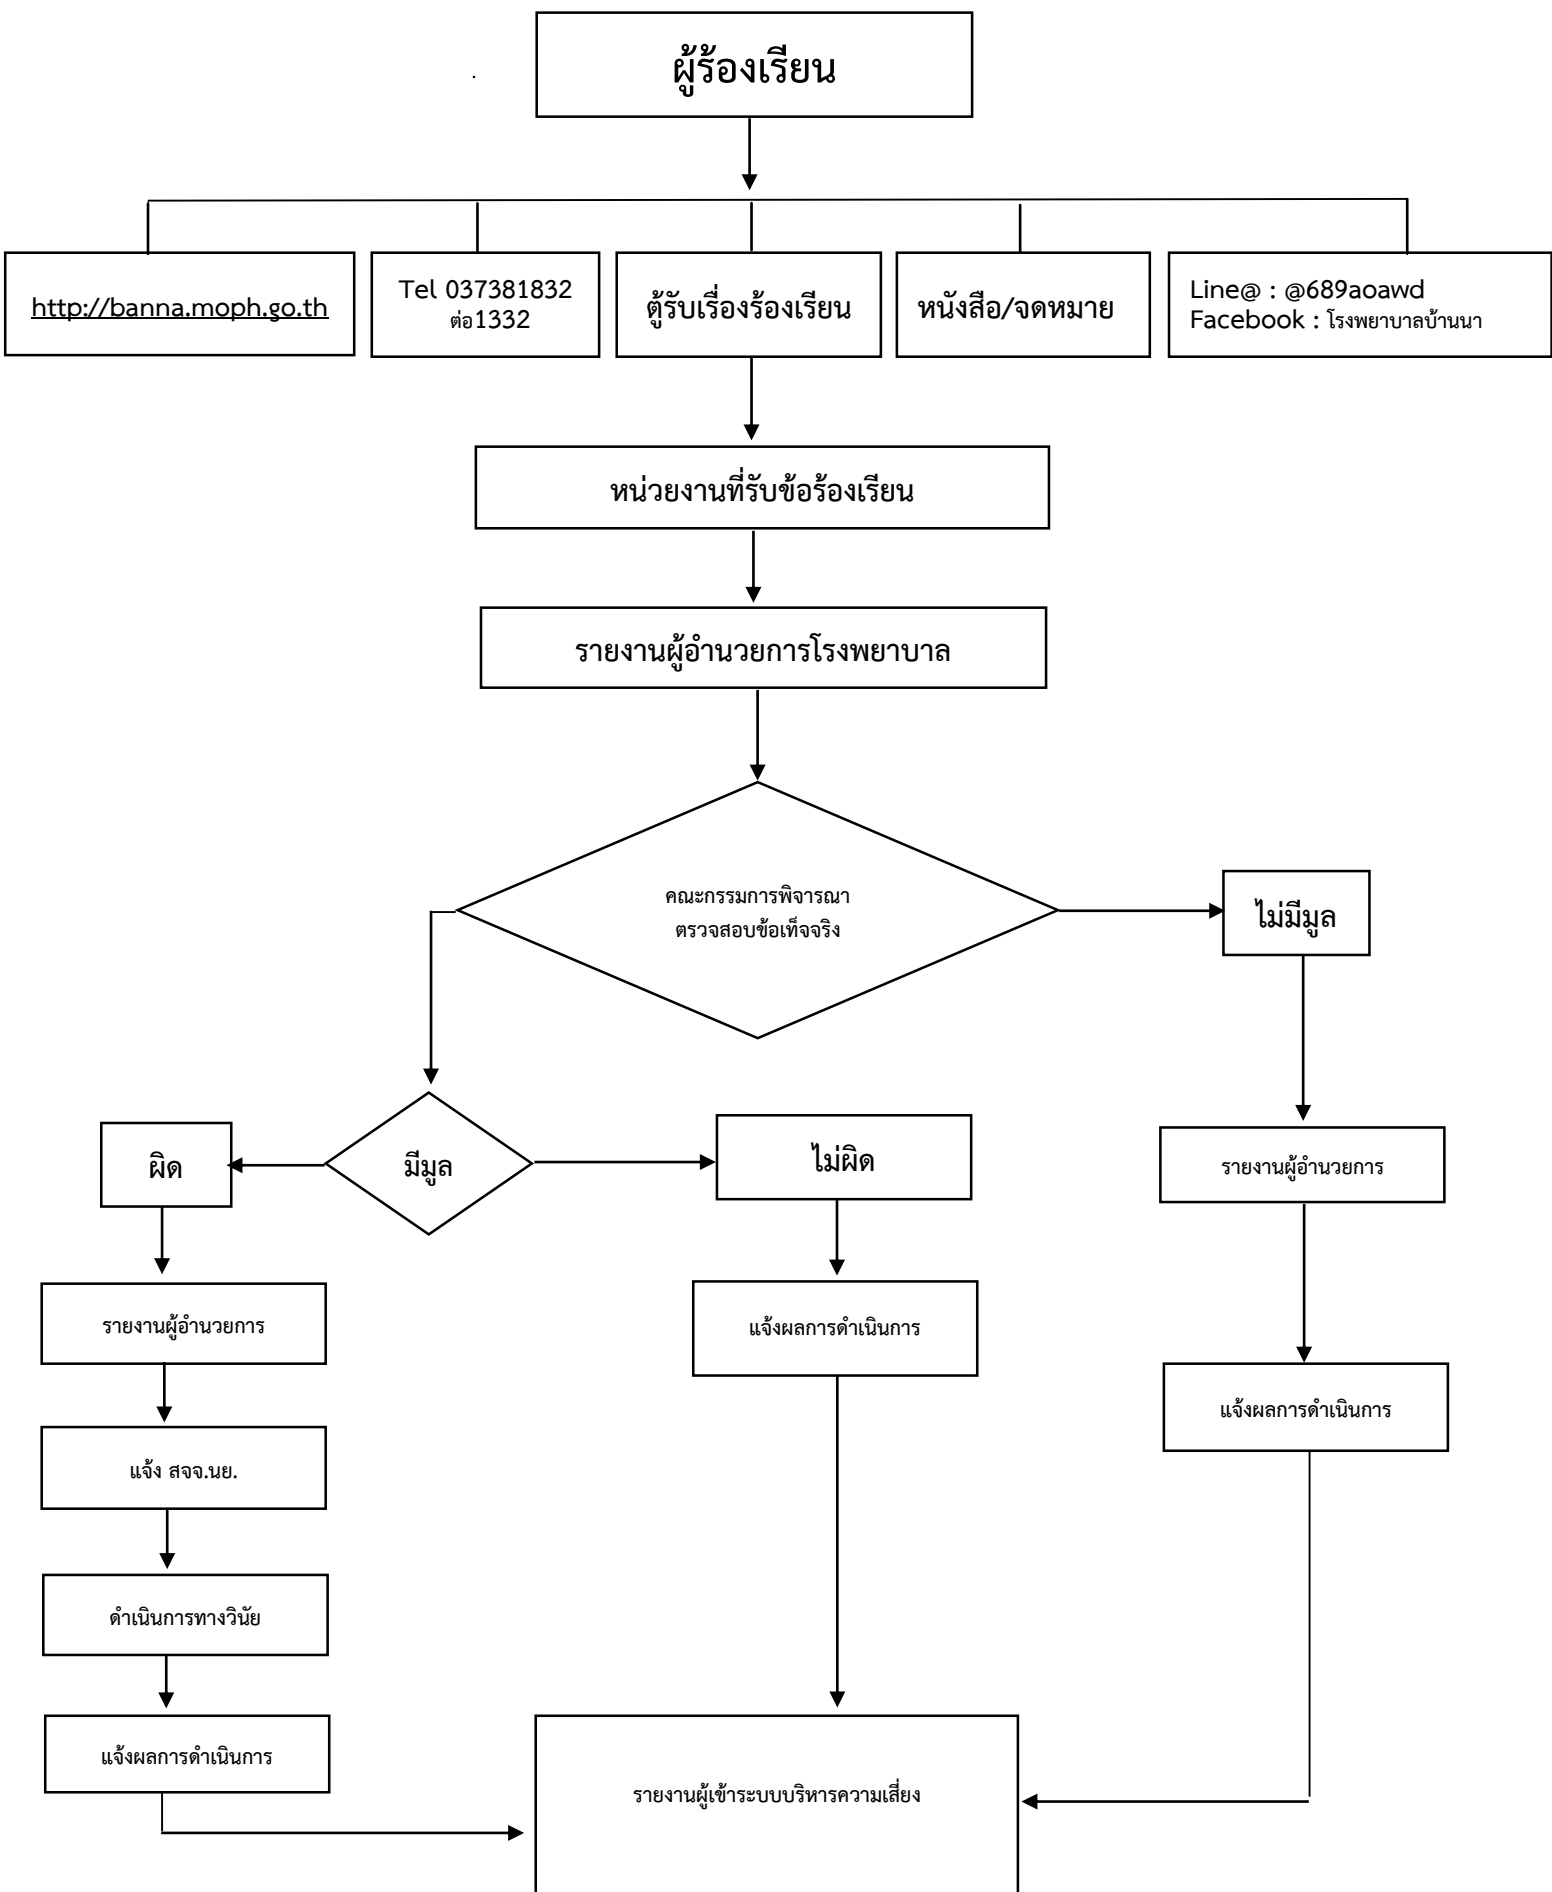 ผู้ร้องเรียน
http://banna.moph.go.th
Tel 037381832
ต่อ1332
ตู้รับเรื่องร้องเรียน
หนังสือ/จดหมาย
Line@ : @689aoawd
Facebook : โรงพยาบาลบ้านนา
หน่วยงานที่รับข้อร้องเรียน
รายงานผู้อำนวยการโรงพยาบาล
คณะกรรมการพิจารณา
ตรวจสอบข้อเท็จจริง
ไม่มีมูล
ผิด
มีมูล
ไม่ผิด
รายงานผู้อำนวยการ
รายงานผู้อำนวยการ
แจ้งผลการดำเนินการ
แจ้งผลการดำเนินการ
แจ้ง สจจ.นย.
ดำเนินการทางวินัย
แจ้งผลการดำเนินการ
รายงานผู้เข้าระบบบริหารความเสี่ยง